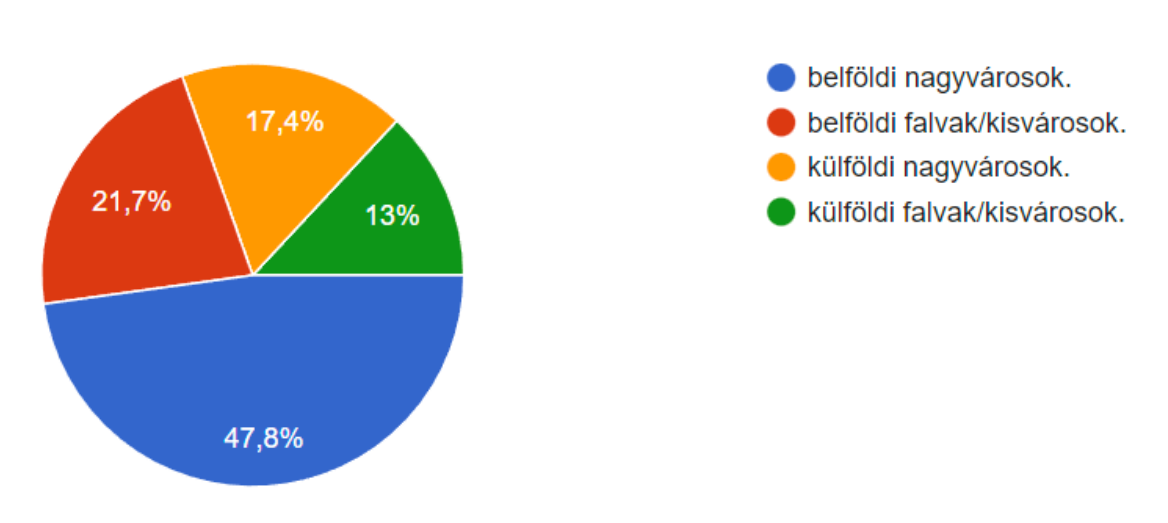 17,4%
21,7%
13%
47,8%
belföldi nagyvárosok.
belföldi falvak/kisvárosok.
külföldi nagyvárosok.
külföldi falvak/kisvárosok.